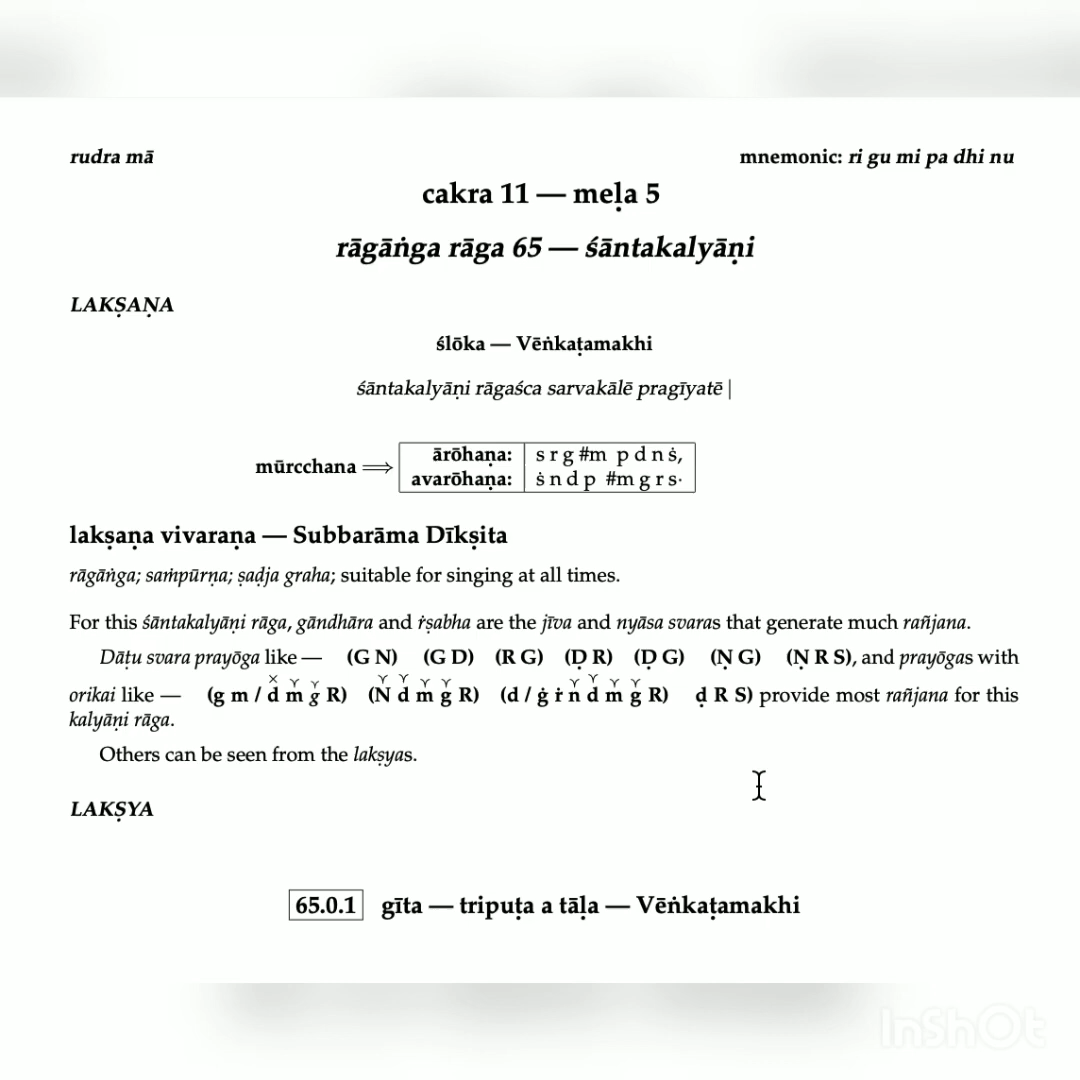 rudra mā
mnemonic: ri gu mi pa dhi nu
cakra 11 — meḷa 5
rāgāṅga rāga 65 — śāntakalyāṇi
LAKṢAṆA
ślōka — Vēṅkaṭamakhi
śāntakalyāṇi rāgaśca sarvakālē pragīyatē |
mūrcchana ⟹ ārōhaṇa: s r g #m p d n ṡ,
avarōhaṇa: ṡ n d p #m g r s·
lakṣaṇa vivaraṇa — Subbarāma Dīkṣita
rāgāṅga; saṁpūrṇa; ṣaḍja graha; suitable for singing at all times.
For this śāntakalyāṇi rāga, gāndhāra and ṙṣabha are the jīva and nyāsa svaras that generate much rañjana.
Dāṭu svara prayōga like — (G N) (G D) (R G) (Ḍ R) (Ḍ G) (Ṇ G) (Ṇ R S), and prayōgas with
orikai like — (g m / d m g R) (N d m g R) (d / ġ ṙ n d m g R) ḍ R S) provide most rañjana for this
kalyāṇi rāga.
Others can be seen from the lakṣyas.
LAKṢYA
65.0.1 gīta — tripuṭa a tāḷa — Vēṅkaṭamakhi
InShOt